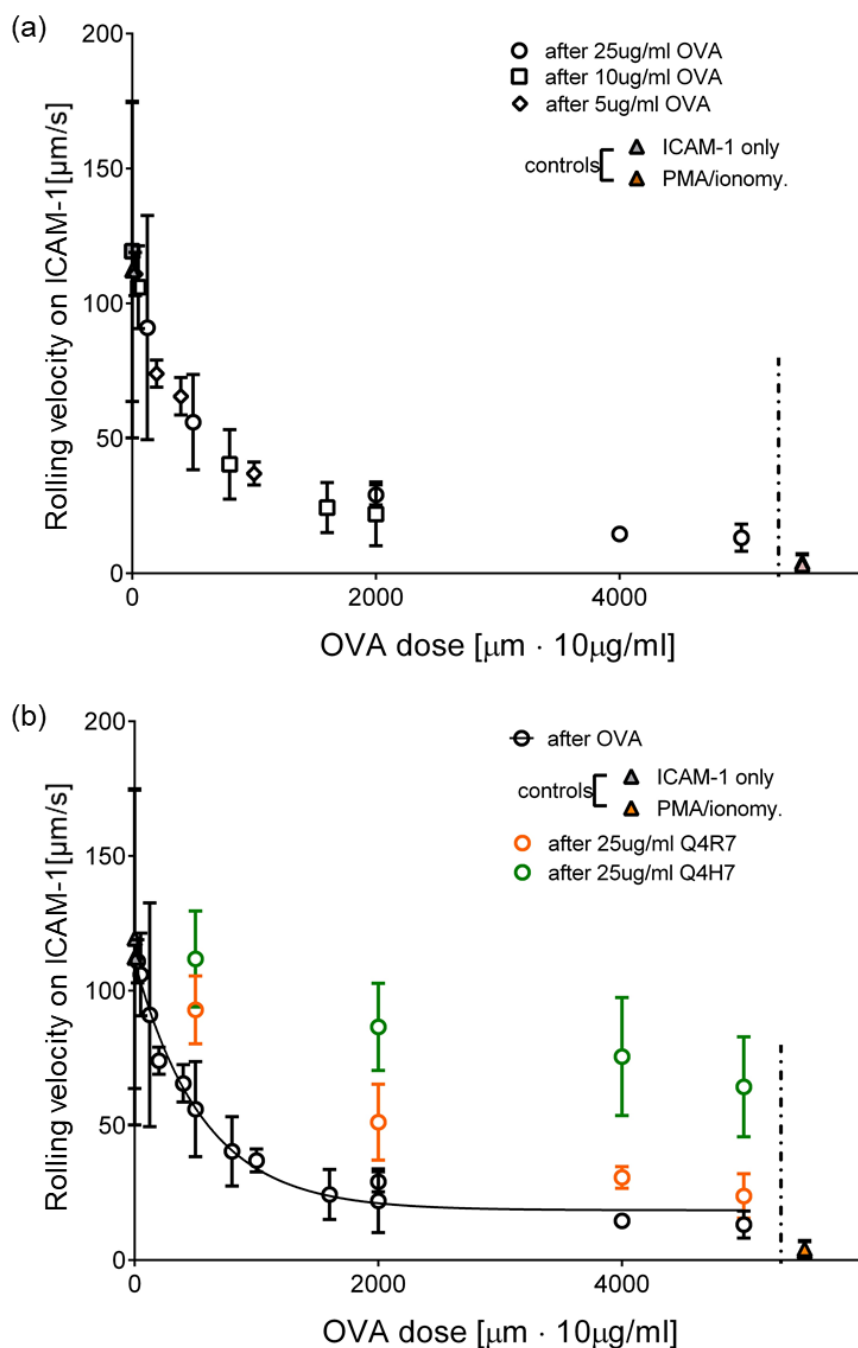 (a)
200
150
100
50
0
Rolling velocity on ICAM-1[µm/s]
after 25ug/ml OVA
after 10ug/ml OVA
after 5ug/ml OVA
controls
ICAM-1 only
PMA/ionomy.
0
2000
4000
OVA dose [µm · 10µg/ml]
(b)
200
150
100
50
0
Rolling velocity on ICAM-1[µm/s]
after OVA
controls
ICAM-1 only
PMA/ionomy.
after 25ug/ml Q4R7
after 25ug/ml Q4H7
0
2000
4000
OVA dose [µm · 10µg/ml]